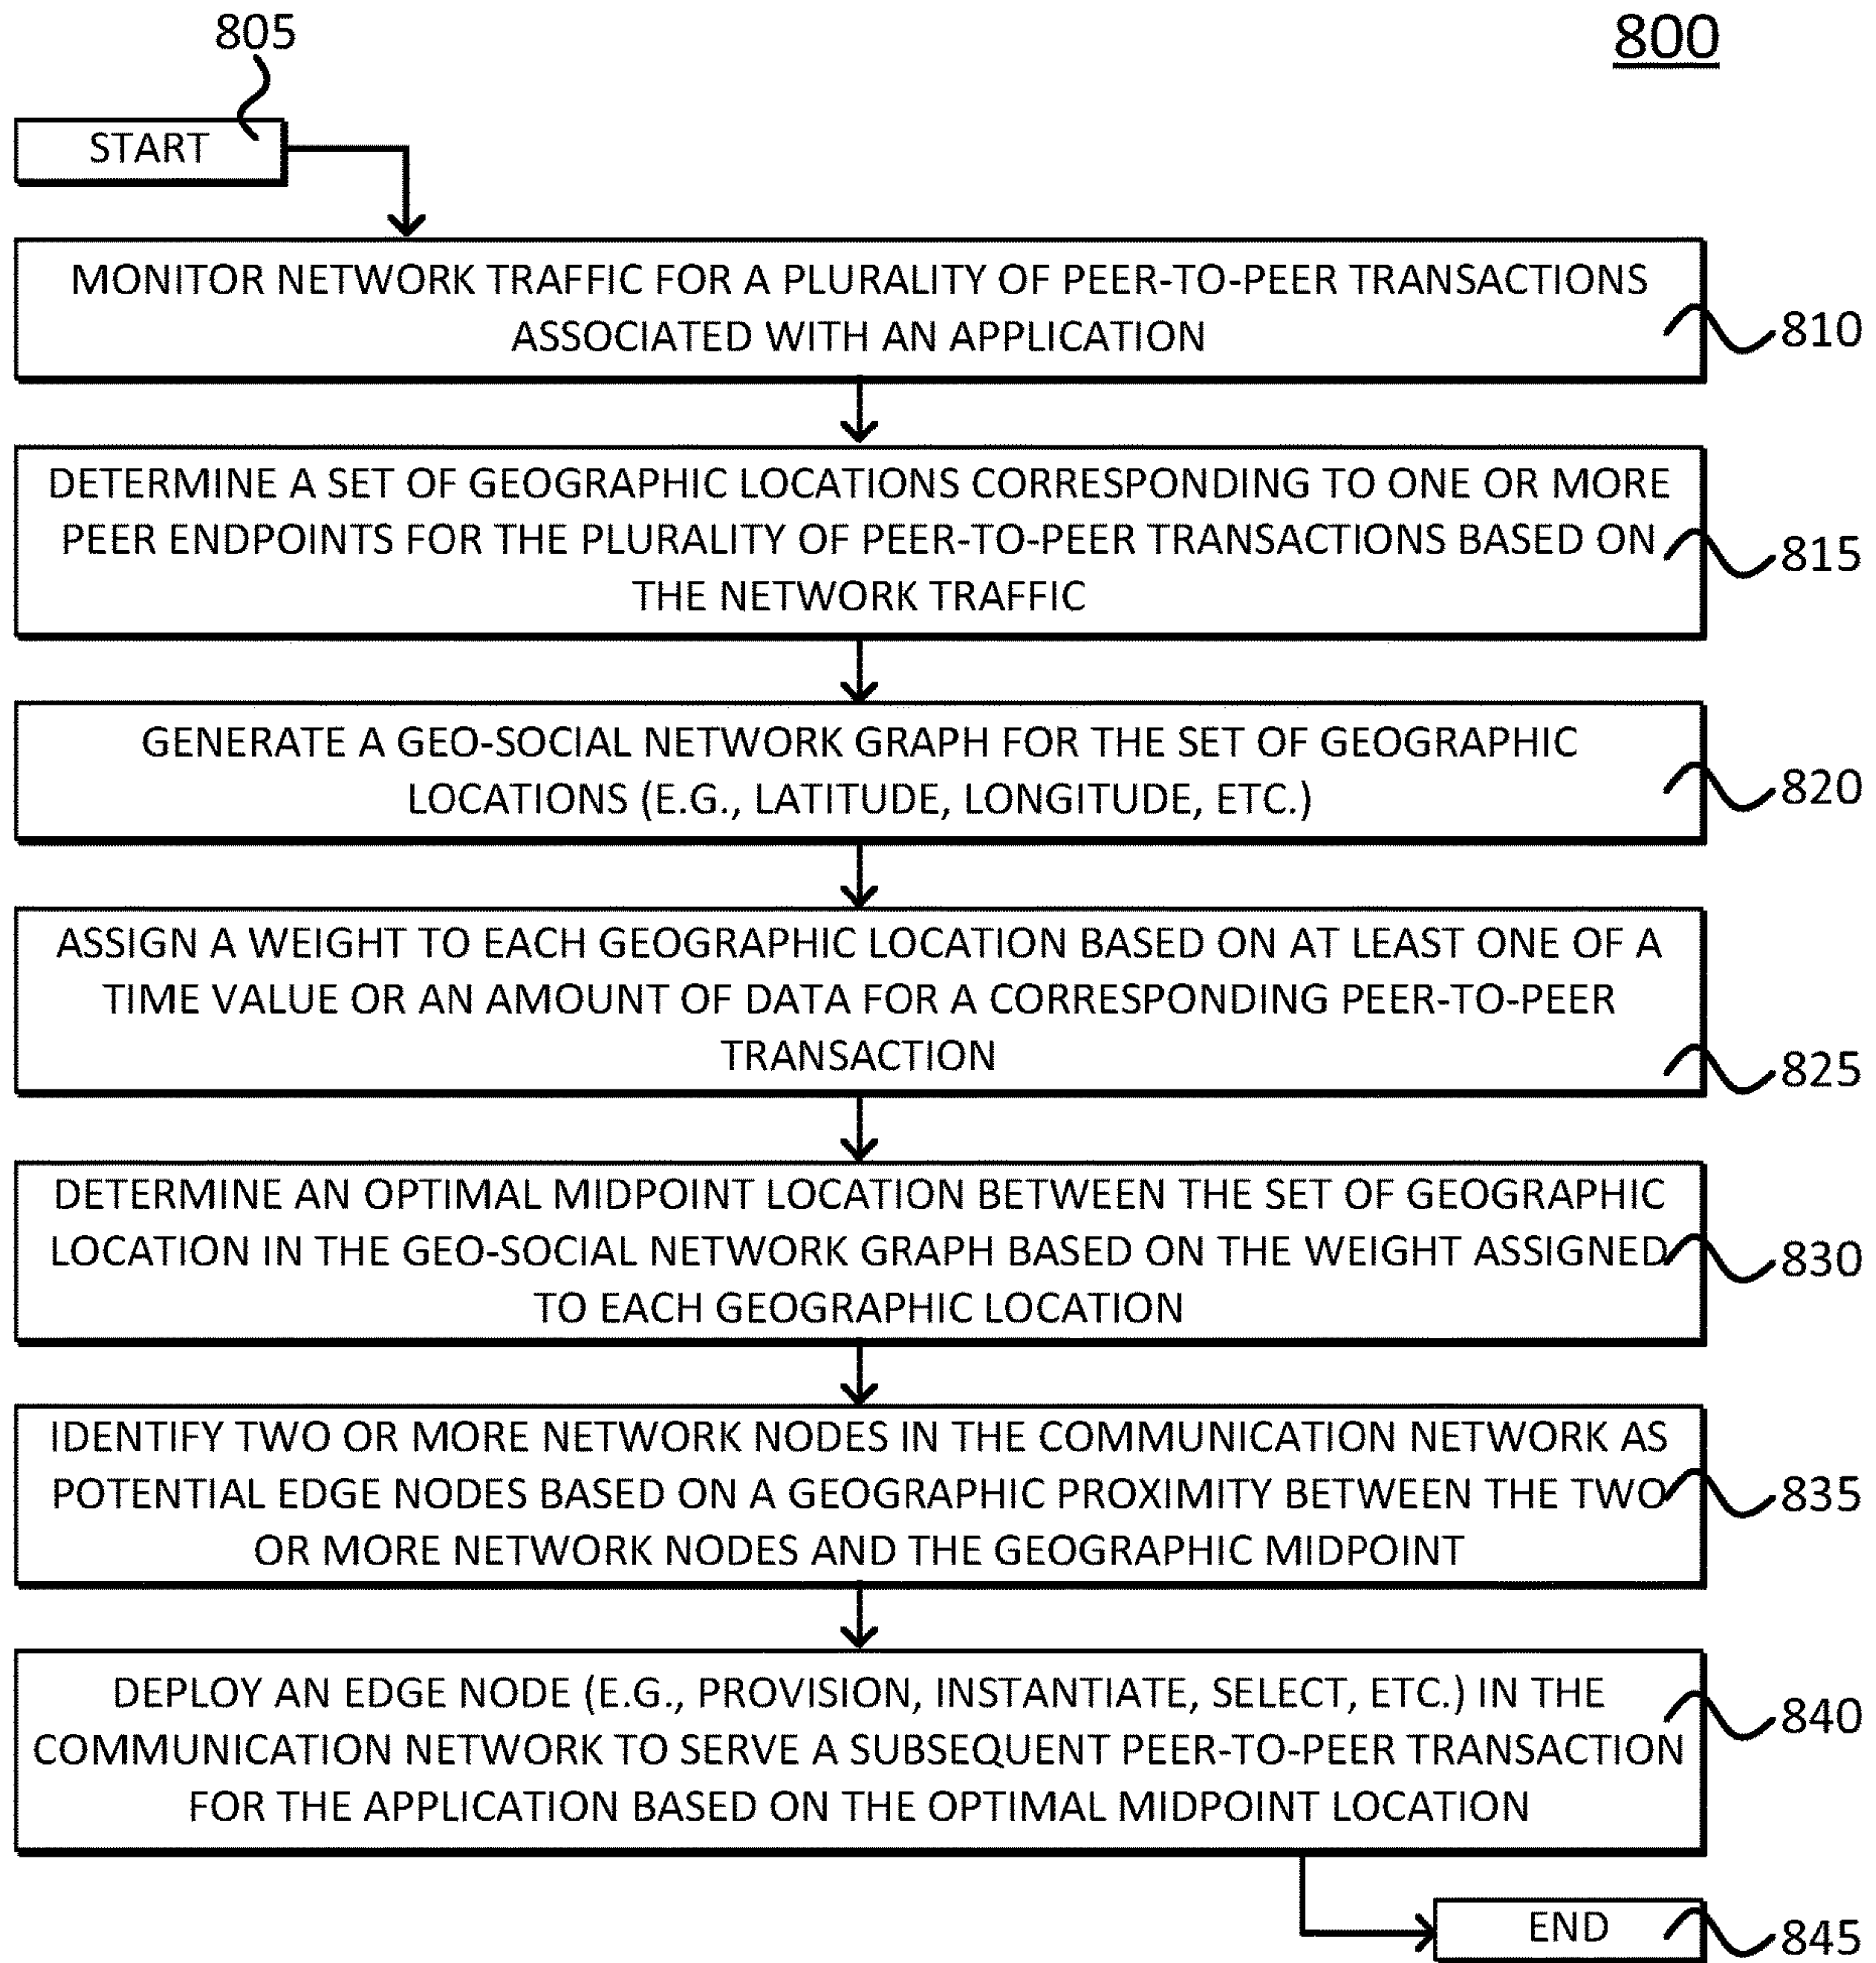 805
800
START
MONITOR NETWORK TRAFFIC FOR A PLURALITY OF PEER-TO-PEER TRANSACTIONS
ASSOCIATED WITH AN APPLICATION
810
DETERMINE A SET OF GEOGRAPHIC LOCATIONS CORRESPONDING TO ONE OR MORE
PEER ENDPOINTS FOR THE PLURALITY OF PEER-TO-PEER TRANSACTIONS BASED ON
THE NETWORK TRAFFIC
815
GENERATE A GEO-SOCIAL NETWORK GRAPH FOR THE SET OF GEOGRAPHIC
LOCATIONS (E.G., LATITUDE, LONGITUDE, ETC.)
820
ASSIGN A WEIGHT TO EACH GEOGRAPHIC LOCATION BASED ON AT LEAST ONE OF A
TIME VALUE OR AN AMOUNT OF DATA FOR A CORRESPONDING PEER-TO-PEER
TRANSACTION
825
DETERMINE AN OPTIMAL MIDPOINT LOCATION BETWEEN THE SET OF GEOGRAPHIC
LOCATION IN THE GEO-SOCIAL NETWORK GRAPH BASED ON THE WEIGHT ASSIGNED
TO EACH GEOGRAPHIC LOCATION
830
IDENTIFY TWO OR MORE NETWORK NODES IN THE COMMUNICATION NETWORK AS
POTENTIAL EDGE NODES BASED ON A GEOGRAPHIC PROXIMITY BETWEEN THE TWO
OR MORE NETWORK NODES AND THE GEOGRAPHIC MIDPOINT
835
DEPLOY AN EDGE NODE (E.G., PROVISION, INSTANTIATE, SELECT, ETC.) IN THE
COMMUNICATION NETWORK TO SERVE A SUBSEQUENT PEER-TO-PEER TRANSACTION
FOR THE APPLICATION BASED ON THE OPTIMAL MIDPOINT LOCATION
840
END
845